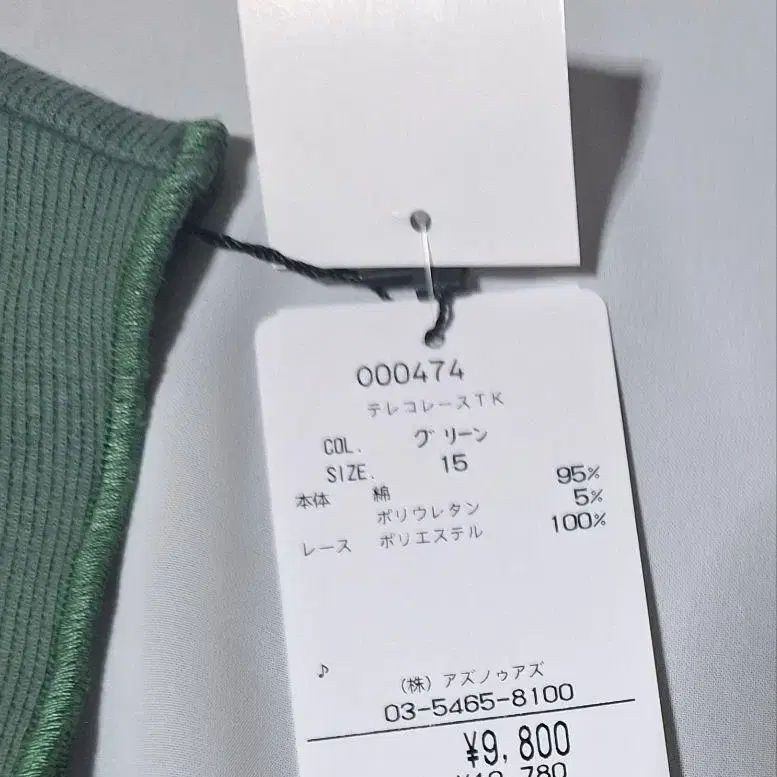 000474
テレコレースTK
COL. グリーン
SIZE. 15
本体 綿 95%
ポリウレタン 5%
レース ポリエステル 100%
♪
(株) アズノゥアズ
03-5465-8100
¥9,800
¥10,780